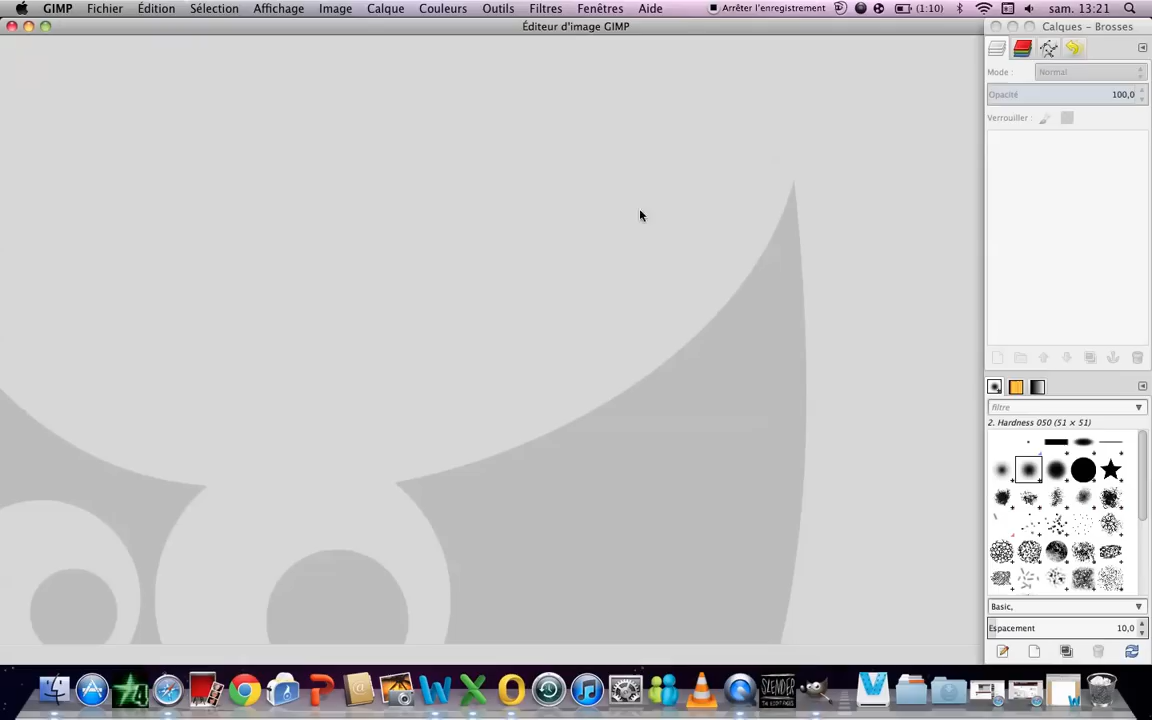 GIMP Fichier Édition Sélection Affichage Image Calque Couleurs Outils Filtres Fenêtres Aide Arrêter l'enregistrement (1:10) sam. 13:21
Éditeur d'image GIMP
Calques – Brosses
Mode : Normal
Opacité 100,0
Verrouiller :
filtre
2. Hardness 050 (51 × 51)
Basic,
Espacement 10,0